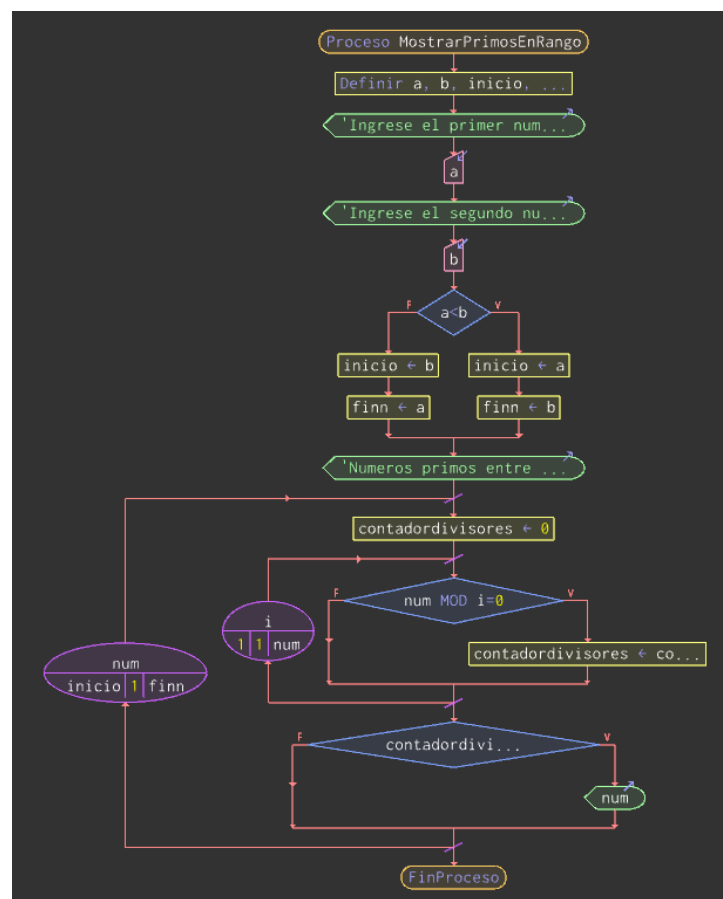 Proceso MostrarPrimosEnRango
Definir a, b, inicio, ...
'Ingrese el primer num...
a
'Ingrese el segundo nu...
b
F
a<b
V
inicio ← b
inicio ← a
finn ← a
finn ← b
'Numeros primos entre ...
contadordivisores ← 0
F
num MOD i=0
V
i
1 1 num
contadordivisores ← co...
num
inicio 1 finn
F
contadordivi...
V
num
FinProceso